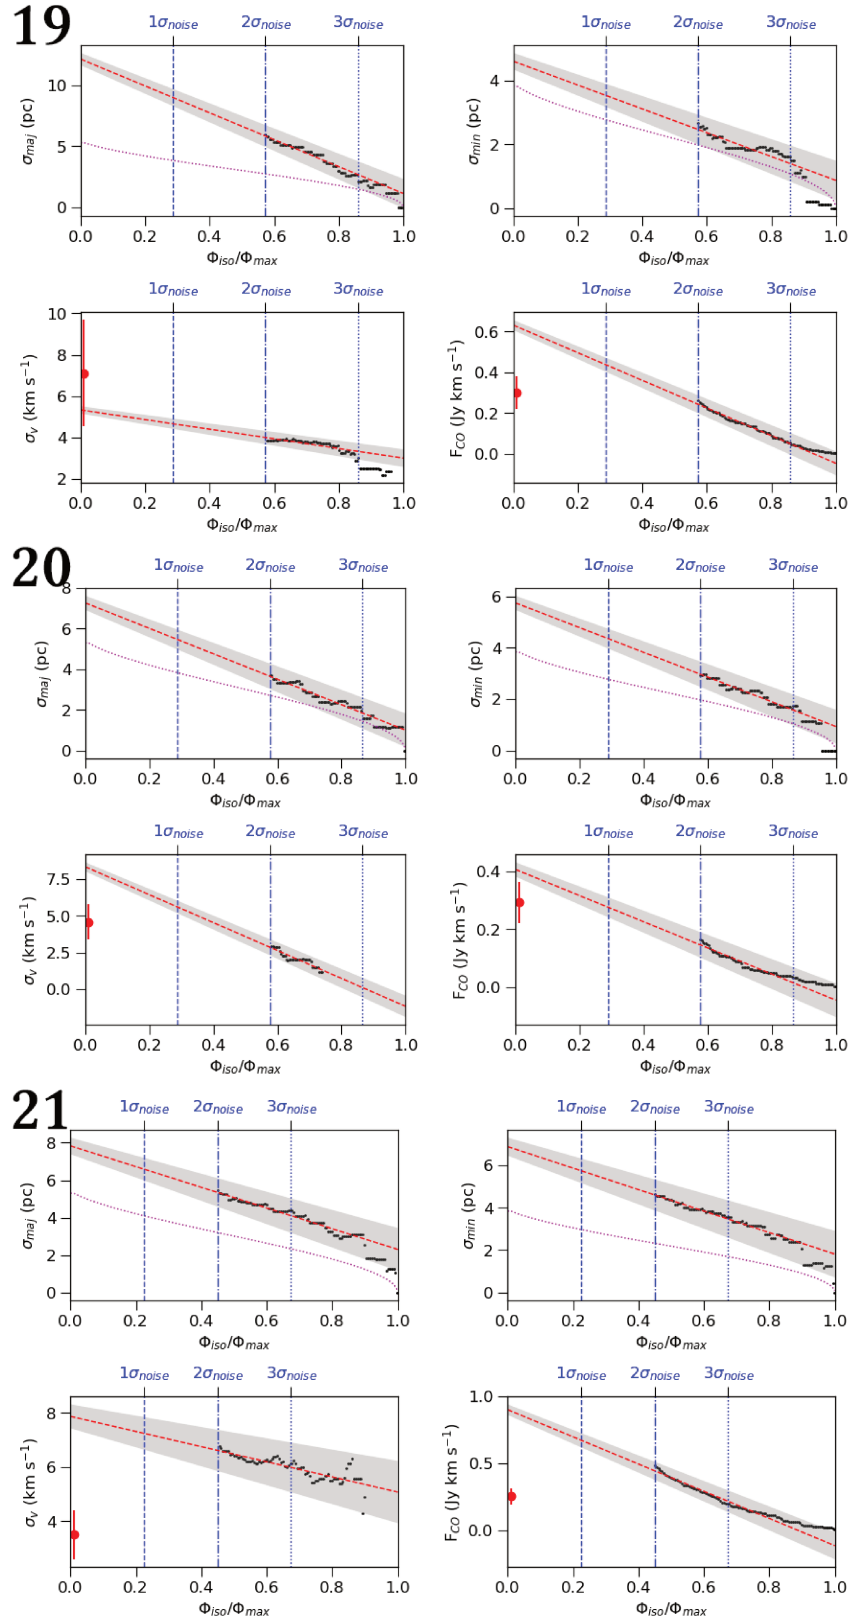 19
1σnoise 2σnoise 3σnoise
10
5
0
σmaj (pc)
0.0 0.2 0.4 0.6 0.8 1.0
Φiso/Φmax
1σnoise 2σnoise 3σnoise
4
2
0
σmin (pc)
0.0 0.2 0.4 0.6 0.8 1.0
Φiso/Φmax
1σnoise 2σnoise 3σnoise
10
8
6
4
2
σv (km s−1)
0.0 0.2 0.4 0.6 0.8 1.0
Φiso/Φmax
1σnoise 2σnoise 3σnoise
0.6
0.4
0.2
0.0
FCO (Jy km s−1)
0.0 0.2 0.4 0.6 0.8 1.0
Φiso/Φmax
20
1σnoise 2σnoise 3σnoise
8
6
4
2
0
σmaj (pc)
0.0 0.2 0.4 0.6 0.8 1.0
Φiso/Φmax
1σnoise 2σnoise 3σnoise
6
4
2
0
σmin (pc)
0.0 0.2 0.4 0.6 0.8 1.0
Φiso/Φmax
1σnoise 2σnoise 3σnoise
7.5
5.0
2.5
0.0
σv (km s−1)
0.0 0.2 0.4 0.6 0.8 1.0
Φiso/Φmax
1σnoise 2σnoise 3σnoise
0.4
0.2
0.0
FCO (Jy km s−1)
0.0 0.2 0.4 0.6 0.8 1.0
Φiso/Φmax
21
1σnoise 2σnoise 3σnoise
8
6
4
2
0
σmaj (pc)
0.0 0.2 0.4 0.6 0.8 1.0
Φiso/Φmax
1σnoise 2σnoise 3σnoise
6
4
2
0
σmin (pc)
0.0 0.2 0.4 0.6 0.8 1.0
Φiso/Φmax
1σnoise 2σnoise 3σnoise
8
6
4
σv (km s−1)
0.0 0.2 0.4 0.6 0.8 1.0
Φiso/Φmax
1σnoise 2σnoise 3σnoise
1.0
0.5
0.0
FCO (Jy km s−1)
0.0 0.2 0.4 0.6 0.8 1.0
Φiso/Φmax